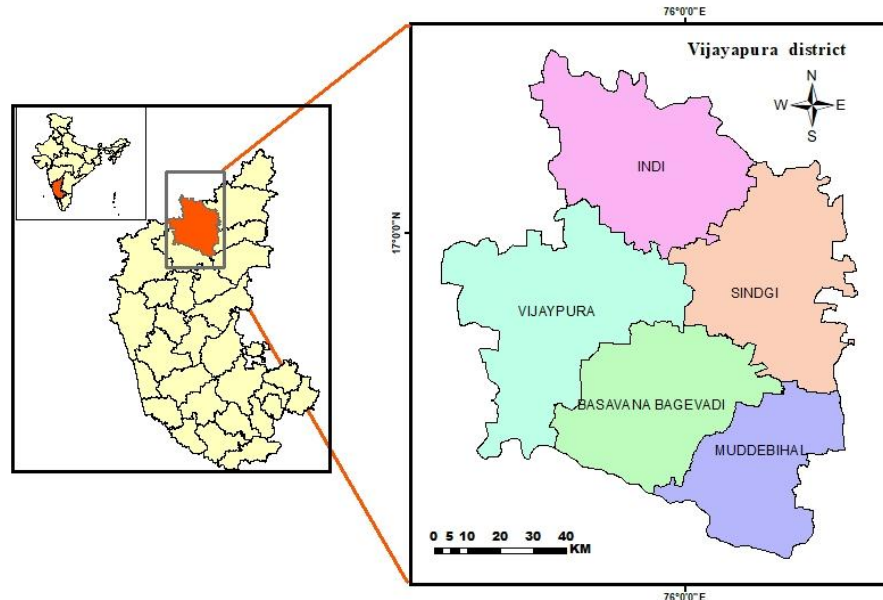 76°0'0"E
Vijayapura district
N
W E
S
INDI
17°0'0"N
SINDGI
VIJAYPURA
BASAVANA BAGEVADI
MUDDEBIHAL
0 5 10 20 30 40
KM
76°0'0"E